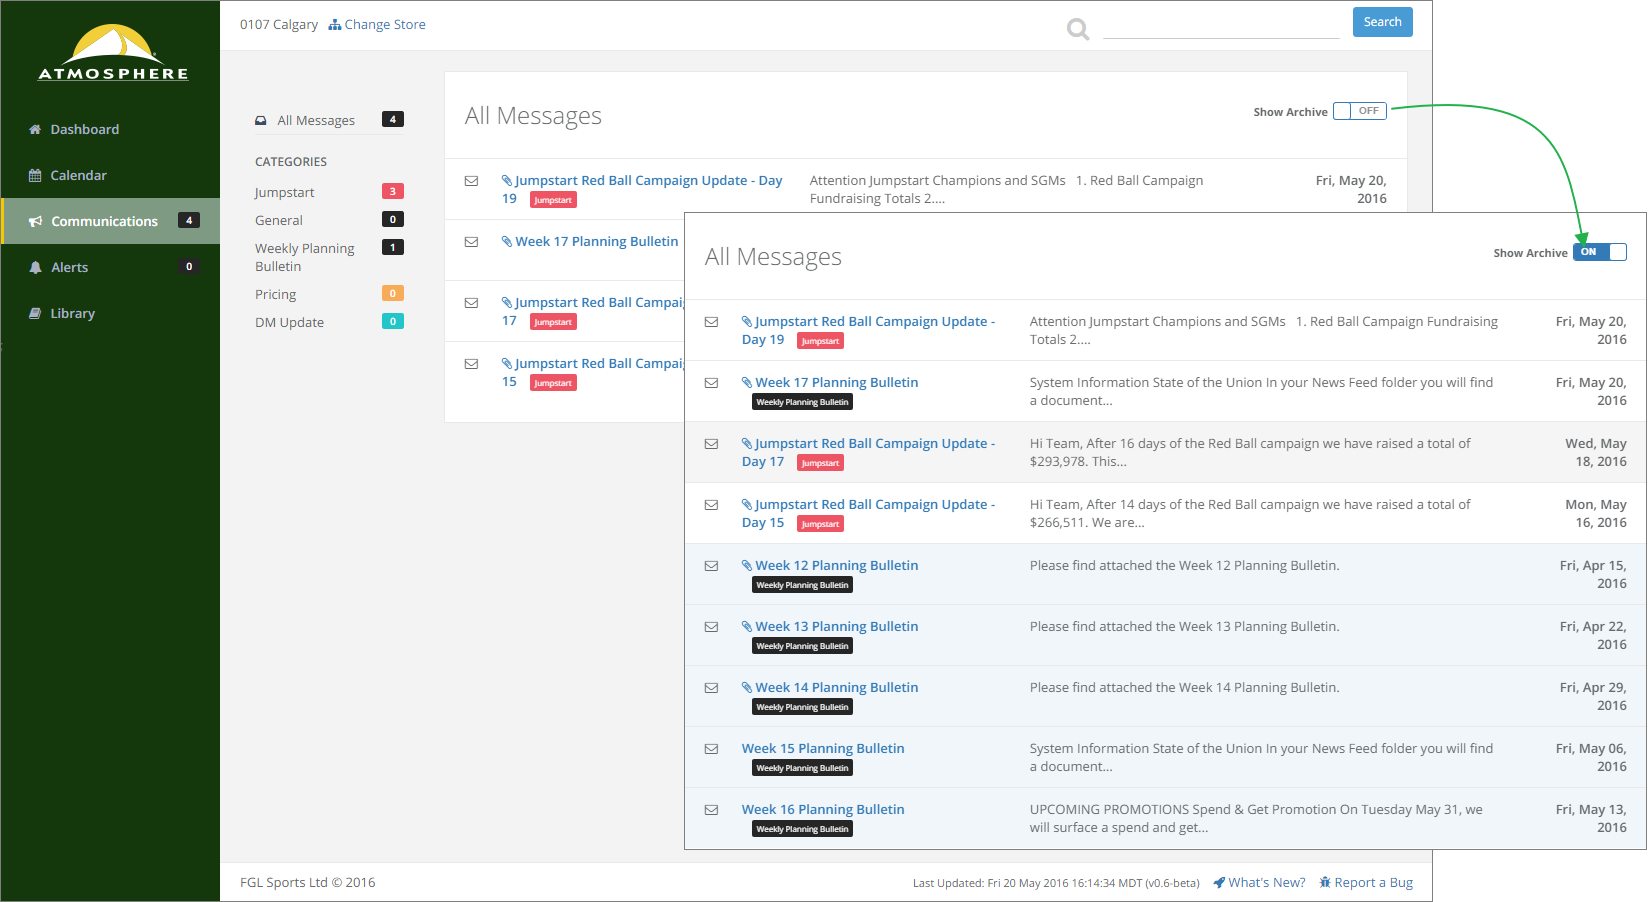 0107 Calgary Change Store
Search
ATMOSPHERE
Dashboard
Calendar
Communications 4
Alerts 0
Library
All Messages 4
CATEGORIES
Jumpstart 3
General 0
Weekly Planning 1
Bulletin
Pricing 0
DM Update 0
All Messages
Show Archive OFF
Jumpstart Red Ball Campaign Update - Day Attention Jumpstart Champions and SGMs 1. Red Ball Campaign Fri, May 20,
19 Jumpstart Fundraising Totals 2.... 2016
Week 17 Planning Bulletin
Jumpstart Red Ball Campai
17 Jumpstart
Jumpstart Red Ball Campai
15 Jumpstart
All Messages
Show Archive ON
Jumpstart Red Ball Campaign Update - Attention Jumpstart Champions and SGMs 1. Red Ball Campaign Fundraising Fri, May 20,
Day 19 Jumpstart Totals 2.... 2016
Week 17 Planning Bulletin System Information State of the Union In your News Feed folder you will find Fri, May 20,
Weekly Planning Bulletin a document... 2016
Jumpstart Red Ball Campaign Update - Hi Team, After 16 days of the Red Ball campaign we have raised a total of Wed, May
Day 17 Jumpstart $293,978. This... 18, 2016
Jumpstart Red Ball Campaign Update - Hi Team, After 14 days of the Red Ball campaign we have raised a total of Mon, May
Day 15 Jumpstart $266,511. We are... 16, 2016
Week 12 Planning Bulletin Please find attached the Week 12 Planning Bulletin. Fri, Apr 15,
Weekly Planning Bulletin 2016
Week 13 Planning Bulletin Please find attached the Week 13 Planning Bulletin. Fri, Apr 22,
Weekly Planning Bulletin 2016
Week 14 Planning Bulletin Please find attached the Week 14 Planning Bulletin. Fri, Apr 29,
Weekly Planning Bulletin 2016
Week 15 Planning Bulletin System Information State of the Union In your News Feed folder you will find Fri, May 06,
Weekly Planning Bulletin a document... 2016
Week 16 Planning Bulletin UPCOMING PROMOTIONS Spend & Get Promotion On Tuesday May 31, we Fri, May 13,
Weekly Planning Bulletin will surface a spend and get... 2016
FGL Sports Ltd © 2016
Last Updated: Fri 20 May 2016 16:14:34 MDT (v0.6-beta) What's New? Report a Bug